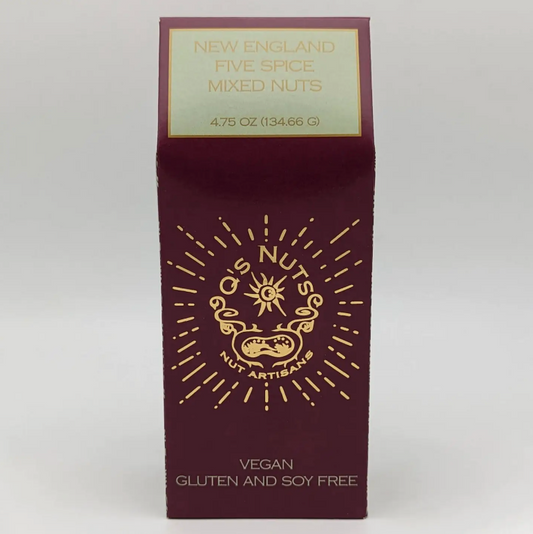 NEW ENGLAND
FIVE SPICE
MIXED NUTS
4.75 OZ (134.66 G)
Q'S NUTS
NUT ARTISANS
VEGAN
GLUTEN AND SOY FREE